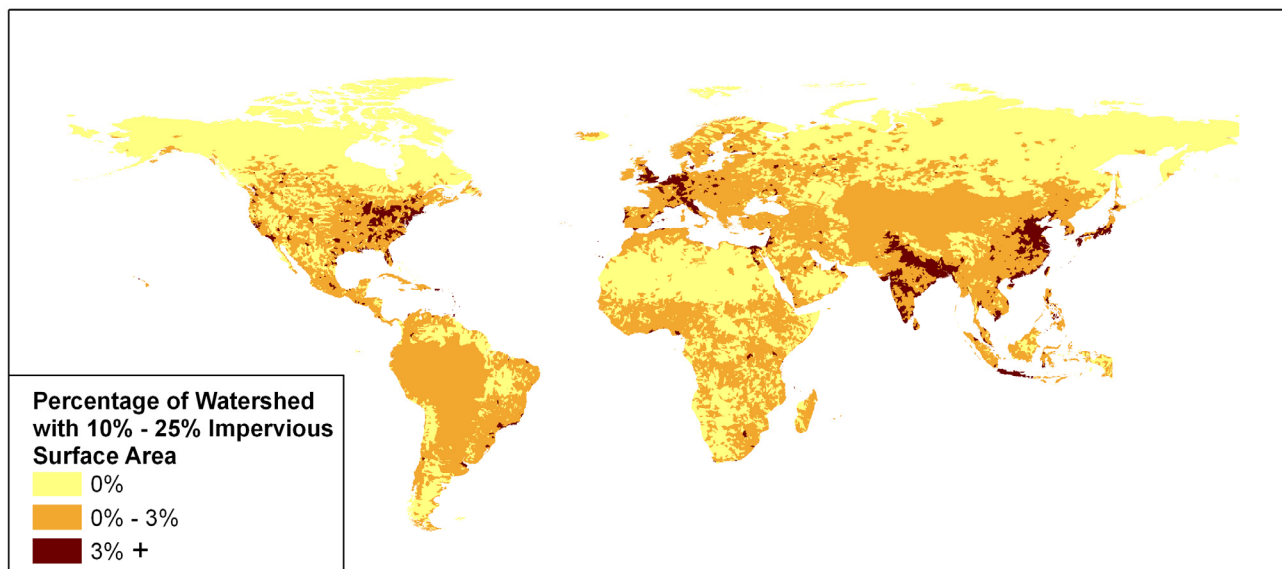 Percentage of Watershed
with 10% - 25% Impervious
Surface Area
0%
0% - 3%
3% +